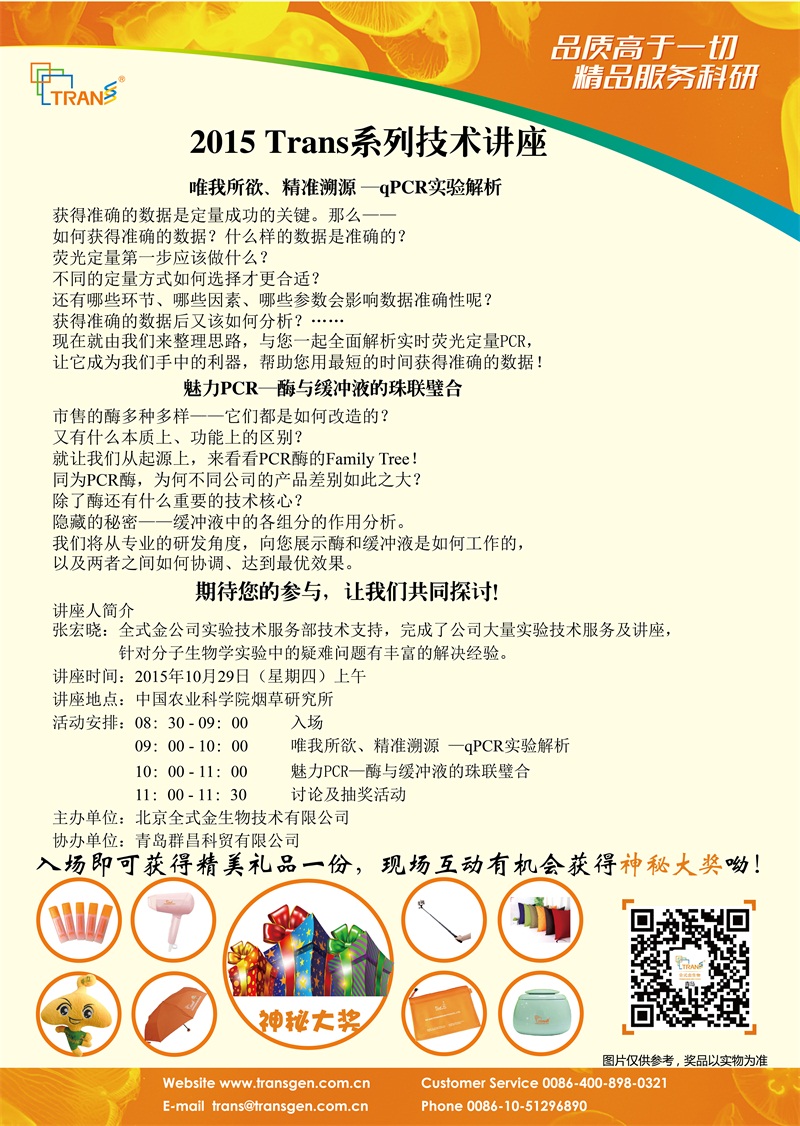 品质高于一切
精品服务科研
TRANS®
2015 Trans系列技术讲座
唯我所欲、精准溯源 —qPCR实验解析
获得准确的数据是定量成功的关键。那么——
如何获得准确的数据？什么样的数据是准确的？
荧光定量第一步应该做什么？
不同的定量方式如何选择才更合适？
还有哪些环节、哪些因素、哪些参数会影响数据准确性呢？
获得准确的数据后又该如何分析？……
现在就由我们来整理思路，与您一起全面解析实时荧光定量PCR，
让它成为我们手中的利器，帮助您用最短的时间获得准确的数据！
魅力PCR—酶与缓冲液的珠联璧合
市售的酶多种多样——它们都是如何改造的？
又有什么本质上、功能上的区别？
就让我们从起源上，来看看PCR酶的Family Tree！
同为PCR酶，为何不同公司的产品差别如此之大？
除了酶还有什么重要的技术核心？
隐藏的秘密——缓冲液中的各组分的作用分析。
我们将从专业的研发角度，向您展示酶和缓冲液是如何工作的，
以及两者之间如何协调、达到最优效果。
期待您的参与，让我们共同探讨！
讲座人简介
张宏晓：全式金公司实验技术服务部技术支持，完成了公司大量实验技术服务及讲座，
针对分子生物学实验中的疑难问题有丰富的解决经验。
讲座时间：2015年10月29日（星期四）上午
讲座地点：中国农业科学院烟草研究所
活动安排：08：30 - 09：00 入场
09：00 - 10：00 唯我所欲、精准溯源 —qPCR实验解析
10：00 - 11：00 魅力PCR—酶与缓冲液的珠联璧合
11：00 - 11：30 讨论及抽奖活动
主办单位：北京全式金生物技术有限公司
协办单位：青岛群昌科贸有限公司
入场即可获得精美礼品一份，现场互动有机会获得神秘大奖呦！
神秘大奖
TRANS
图片仅供参考，奖品以实物为准
Website www.transgen.com.cn Customer Service 0086-400-898-0321
E-mail trans@transgen.com.cn Phone 0086-10-51296890